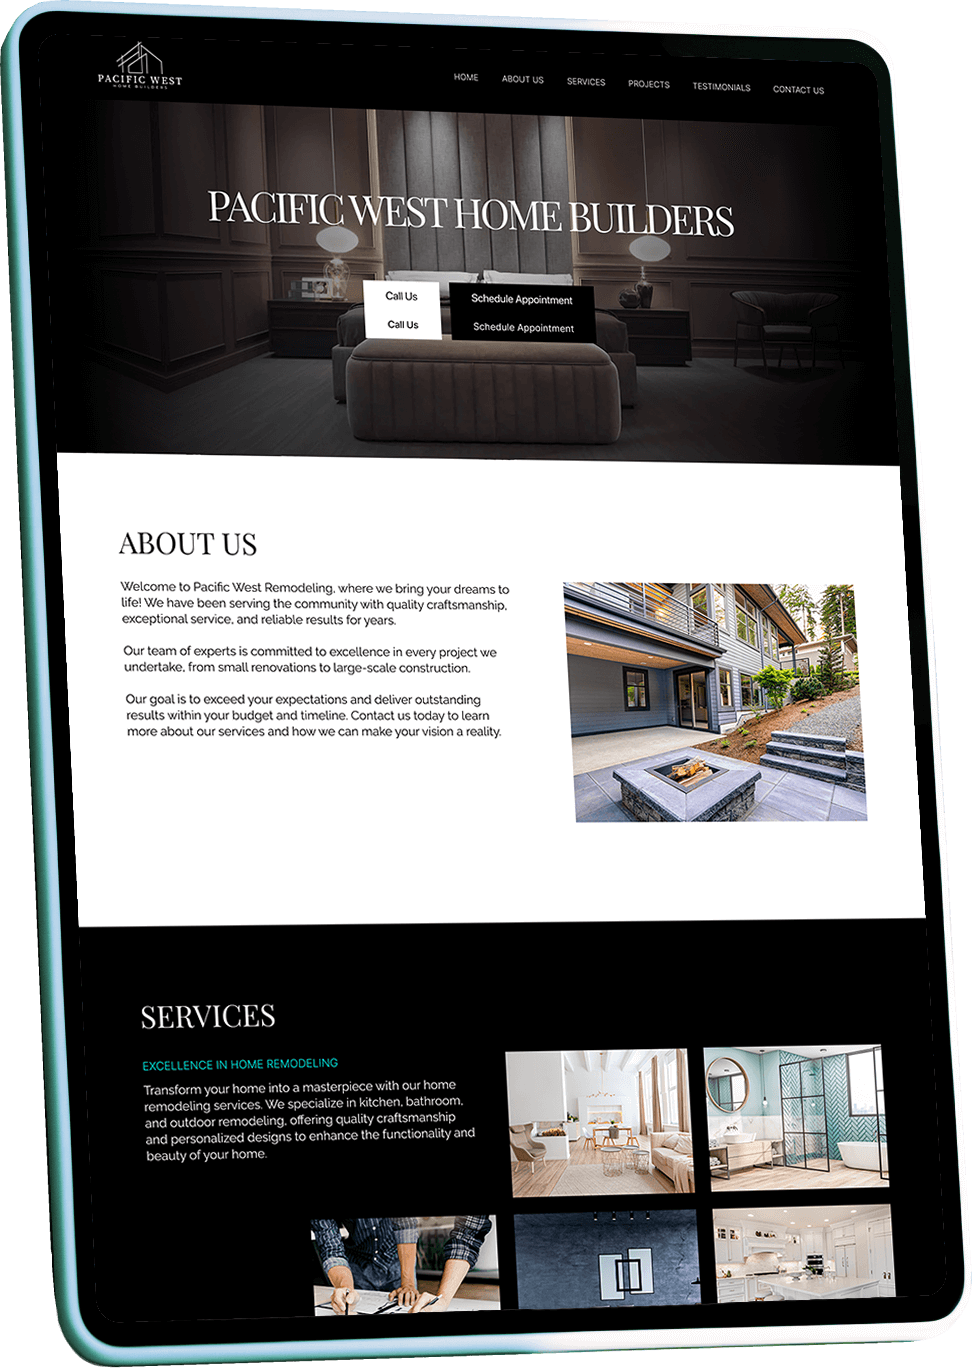 PACIFIC WEST
HOME BUILDERS
HOME
ABOUT US
SERVICES
PROJECTS
TESTIMONIALS
CONTACT US
PACIFIC WEST HOME BUILDERS
Call Us
Schedule Appointment
Call Us
Schedule Appointment
ABOUT US
Welcome to Pacific West Remodeling, where we bring your dreams to
life! We have been serving the community with quality craftsmanship,
exceptional service, and reliable results for years.
Our team of experts is committed to excellence in every project we
undertake, from small renovations to large-scale construction.
Our goal is to exceed your expectations and deliver outstanding
results within your budget and timeline. Contact us today to learn
more about our services and how we can make your vision a reality.
SERVICES
EXCELLENCE IN HOME REMODELING
Transform your home into a masterpiece with our home
remodeling services. We specialize in kitchen, bathroom,
and outdoor remodeling, offering quality craftsmanship
and personalized designs to enhance the functionality and
beauty of your home.